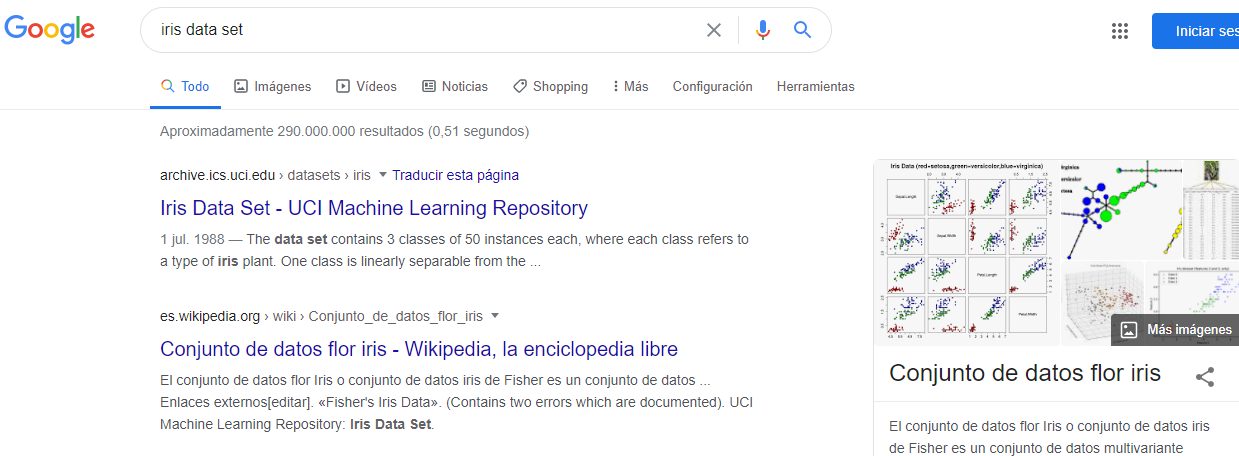 Google
iris data set
Iniciar ses
Todo
Imágenes
Vídeos
Noticias
Shopping
Más
Configuración
Herramientas
Aproximadamente 290.000.000 resultados (0,51 segundos)
archive.ics.uci.edu › datasets › iris ▼ Traducir esta página
Iris Data Set - UCI Machine Learning Repository
1 jul. 1988 — The data set contains 3 classes of 50 instances each, where each class refers to
a type of iris plant. One class is linearly separable from the ...
es.wikipedia.org › wiki › Conjunto_de_datos_flor_iris ▼
Conjunto de datos flor iris - Wikipedia, la enciclopedia libre
El conjunto de datos flor Iris o conjunto de datos iris de Fisher es un conjunto de datos ...
Enlaces externos[editar]. «Fisher's Iris Data». (Contains two errors which are documented). UCI
Machine Learning Repository: Iris Data Set.
Iris Data (red=setosa,green=versicolor,blue=virginica)
Sepal.Length
Sepal.Width
Petal.Length
Petal.Width
Más imágenes
Conjunto de datos flor iris
El conjunto de datos flor Iris o conjunto de datos iris
de Fisher es un conjunto de datos multivariante